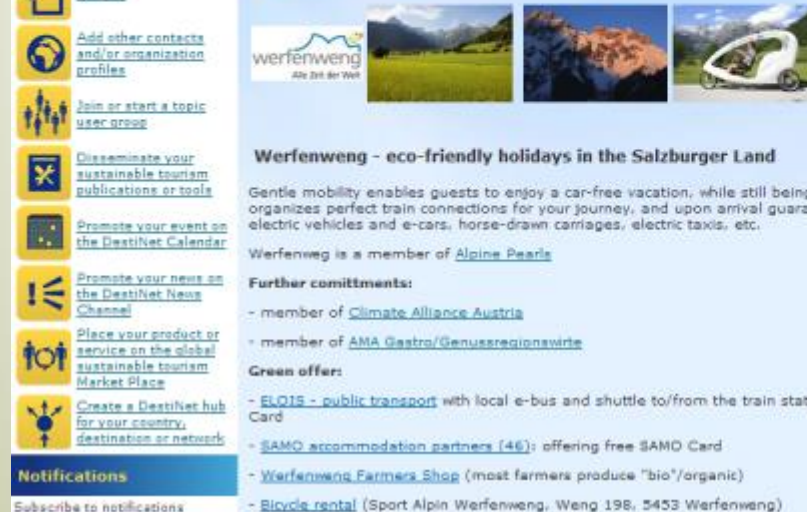 Add other contacts
and/or organization
profiles
Join or start a topic
user group
Disseminate your
sustainable tourism
publications or tools
Promote your event on
the DestiNet Calendar
Promote your news on
the DestiNet News
Channel
Place your product or
service on the global
sustainable tourism
Market Place
Create a DestiNet hub
for your country,
destination or network
Notifications
Subscribe to notifications
werfenweng
Alle Zeit der Welt
Werfenweng - eco-friendly holidays in the Salzburger Land
Gentle mobility enables guests to enjoy a car-free vacation, while still being
organizes perfect train connections for your journey, and upon arrival guara
electric vehicles and e-cars, horse-drawn carriages, electric taxis, etc.
Werfenweg is a member of Alpine Pearls
Further comittments:
- member of Climate Alliance Austria
- member of AMA Gastro/Genussregionswirte
Green offer:
- ELOIS - public transport with local e-bus and shuttle to/from the train stat
Card
- SAMO accommodation partners (46): offering free SAMO Card
- Werfenweng Farmers Shop (most farmers produce "bio"/organic)
- Bicycle rental (Sport Alpin Werfenweng, Weng 198, 5453 Werfenweng)